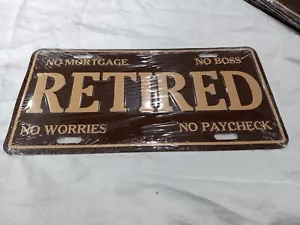 NO MORTGAGE NO BOSS
RETIRED
NO WORRIES NO PAYCHECK